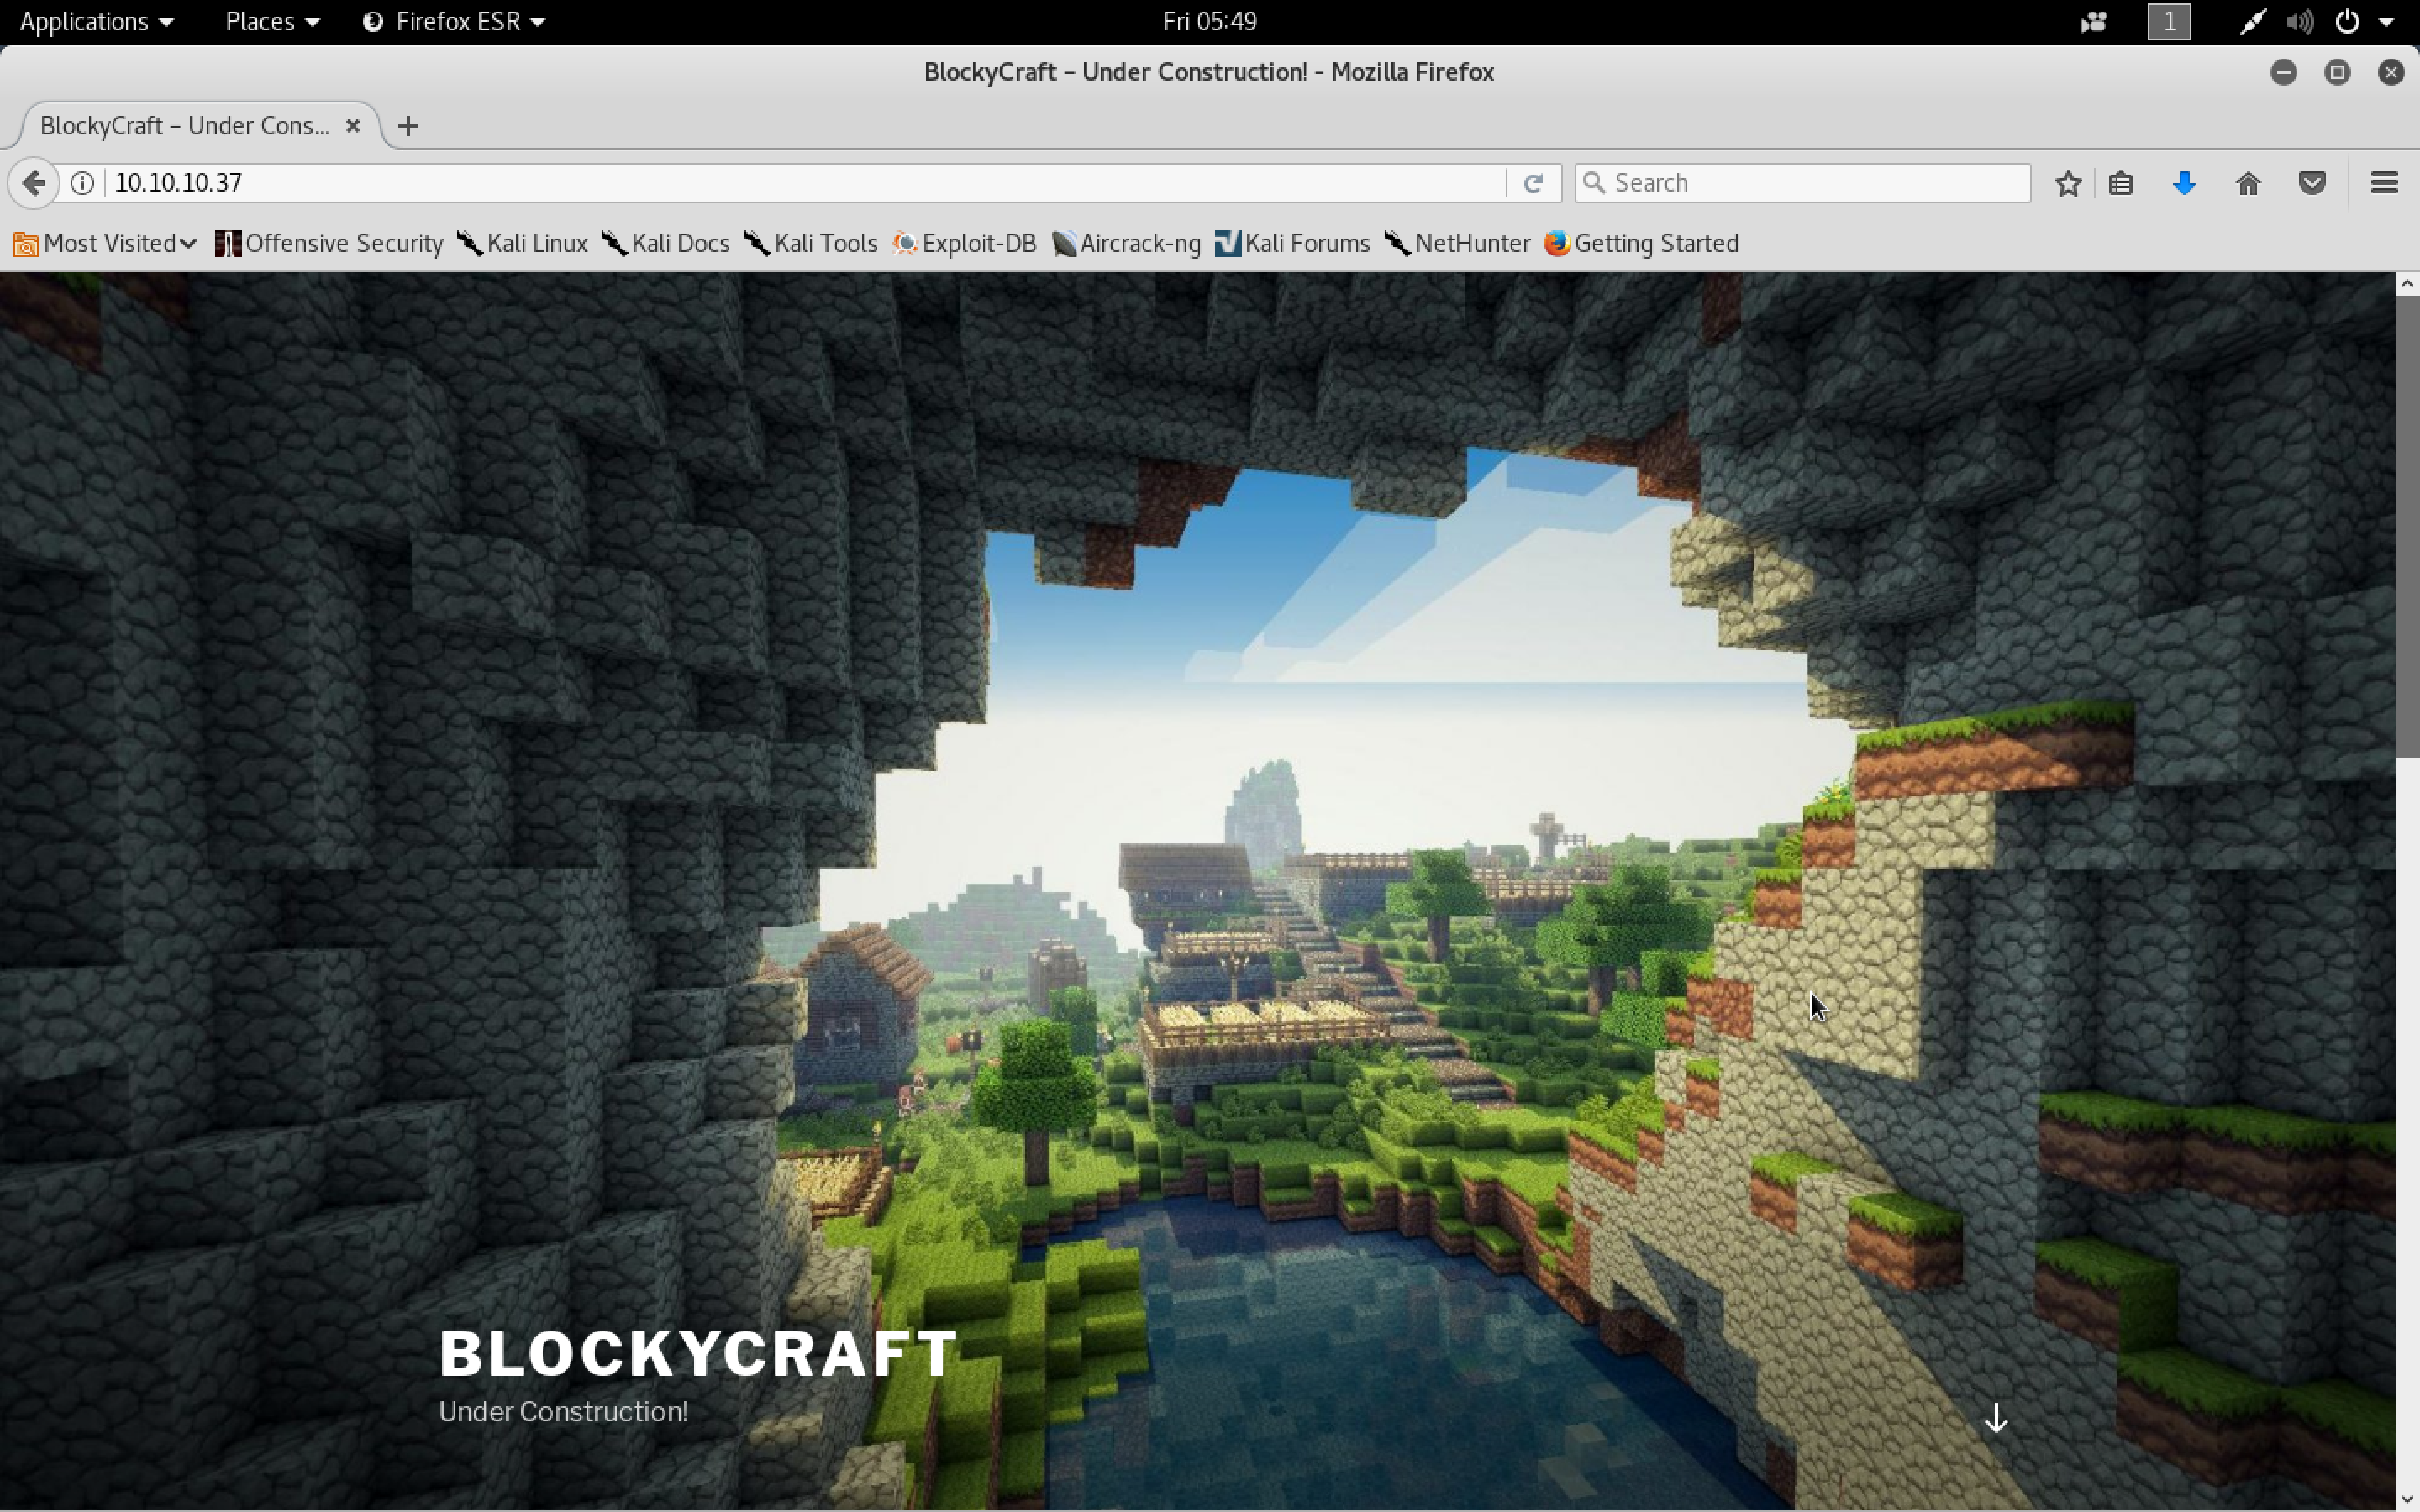 Applications Places Firefox ESR Fri 05:49 1
BlockyCraft – Under Construction! - Mozilla Firefox
BlockyCraft – Under Cons...
10.10.10.37 Search
Most Visited Offensive Security Kali Linux Kali Docs Kali Tools Exploit-DB Aircrack-ng Kali Forums NetHunter Getting Started
BLOCKYCRAFT
Under Construction!